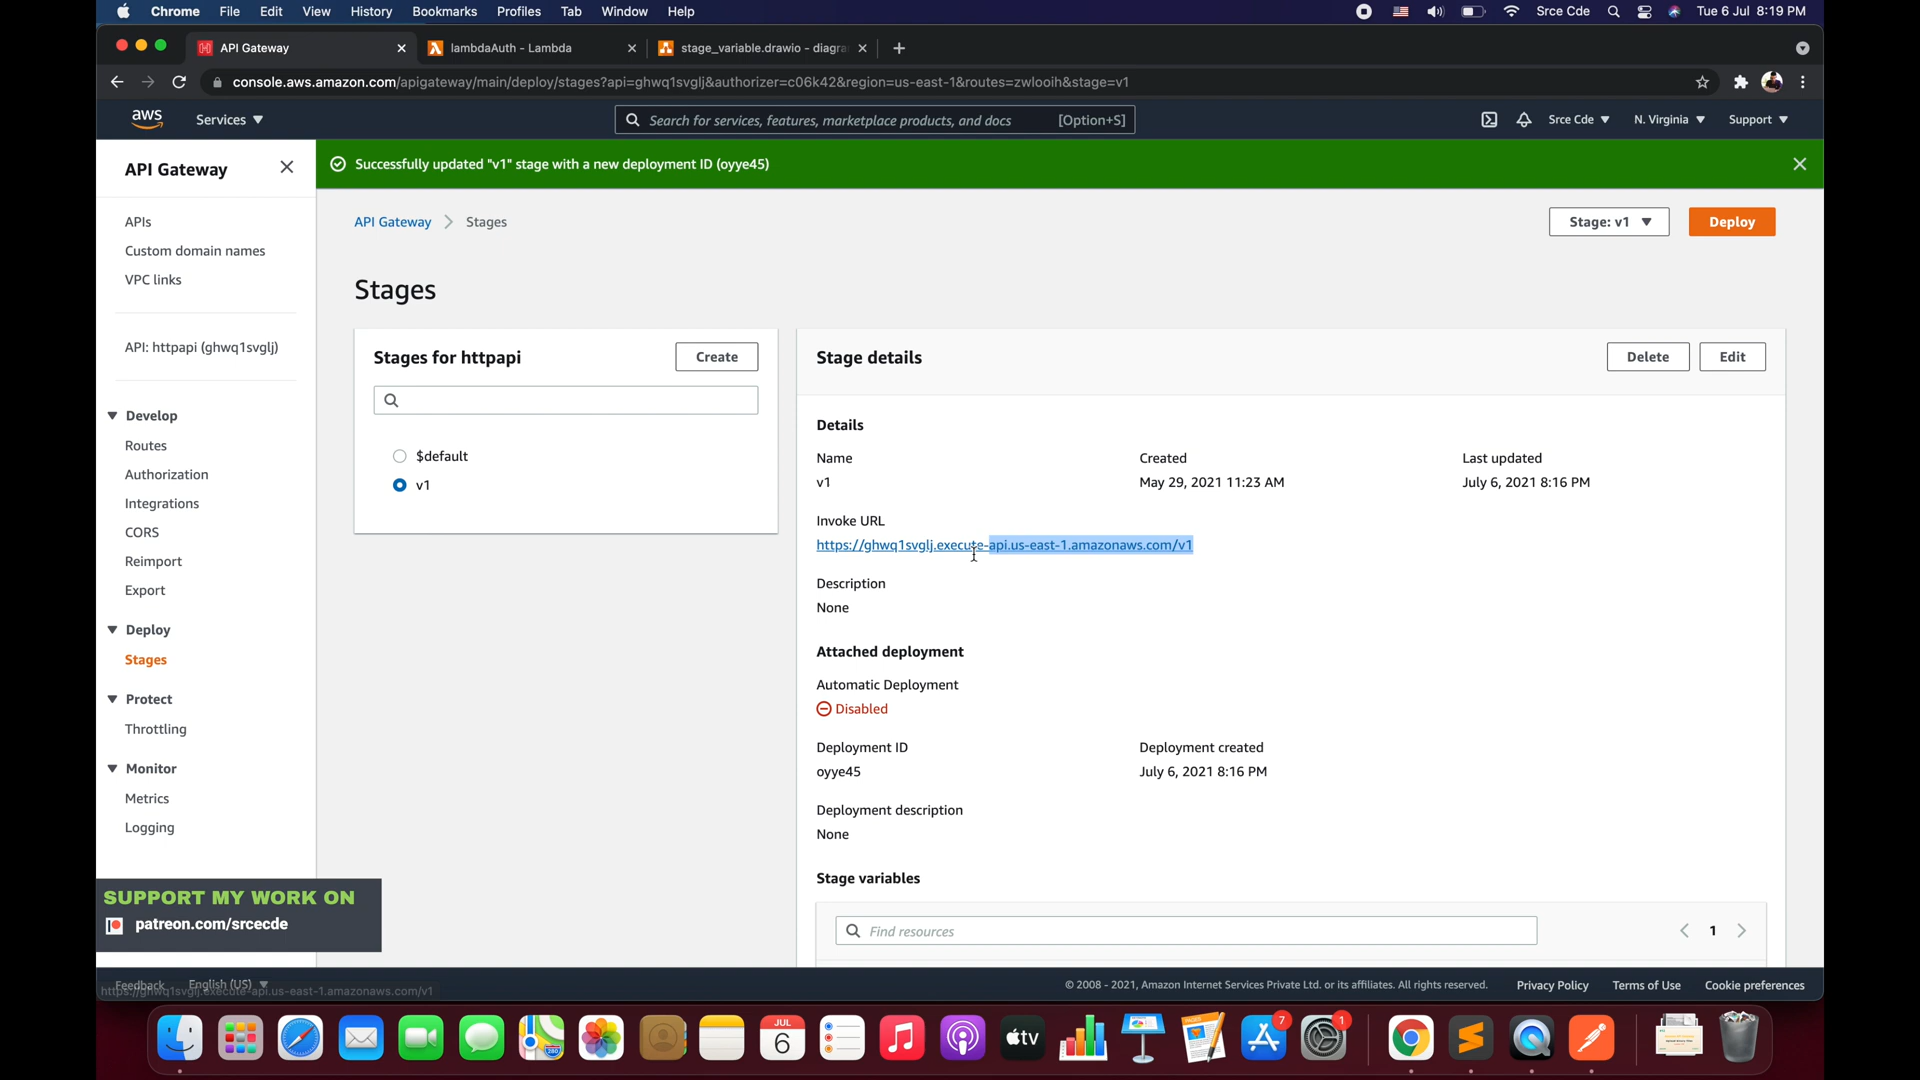 Chrome File Edit View History Bookmarks Profiles Tab Window Help Srce Cde Tue 6 Jul 8:19 PM
API Gateway lambdaAuth - Lambda stage_variable.drawio - diagra
console.aws.amazon.com/apigateway/main/deploy/stages?api=ghwq1svglj&authorizer=c06k42&region=us-east-1&routes=zwlooih&stage=v1
aws Services Search for services, features, marketplace products, and docs [Option+S] Srce Cde N. Virginia Support
API Gateway
Successfully updated "v1" stage with a new deployment ID (oyye45)
APIs
Custom domain names
VPC links
API: httpapi (ghwq1svglj)
Develop
Routes
Authorization
Integrations
CORS
Reimport
Export
Deploy
Stages
Protect
Throttling
Monitor
Metrics
Logging
API Gateway Stages
Stage: v1 Deploy
Stages
Stages for httpapi Create
$default
v1
Stage details Delete Edit
Details
Name Created Last updated
v1 May 29, 2021 11:23 AM July 6, 2021 8:16 PM
Invoke URL
https://ghwq1svglj.execute-api.us-east-1.amazonaws.com/v1
Description
None
Attached deployment
Automatic Deployment
Disabled
Deployment ID Deployment created
oyye45 July 6, 2021 8:16 PM
Deployment description
None
Stage variables
Find resources 1
SUPPORT MY WORK ON
patreon.com/srcecde
Feedback English (US) © 2008 - 2021, Amazon Internet Services Private Ltd. or its affiliates. All rights reserved. Privacy Policy Terms of Use Cookie preferences
https://ghwq1svglj.execute-api.us-east-1.amazonaws.com/v1
JUL
6
280
tv
7
1